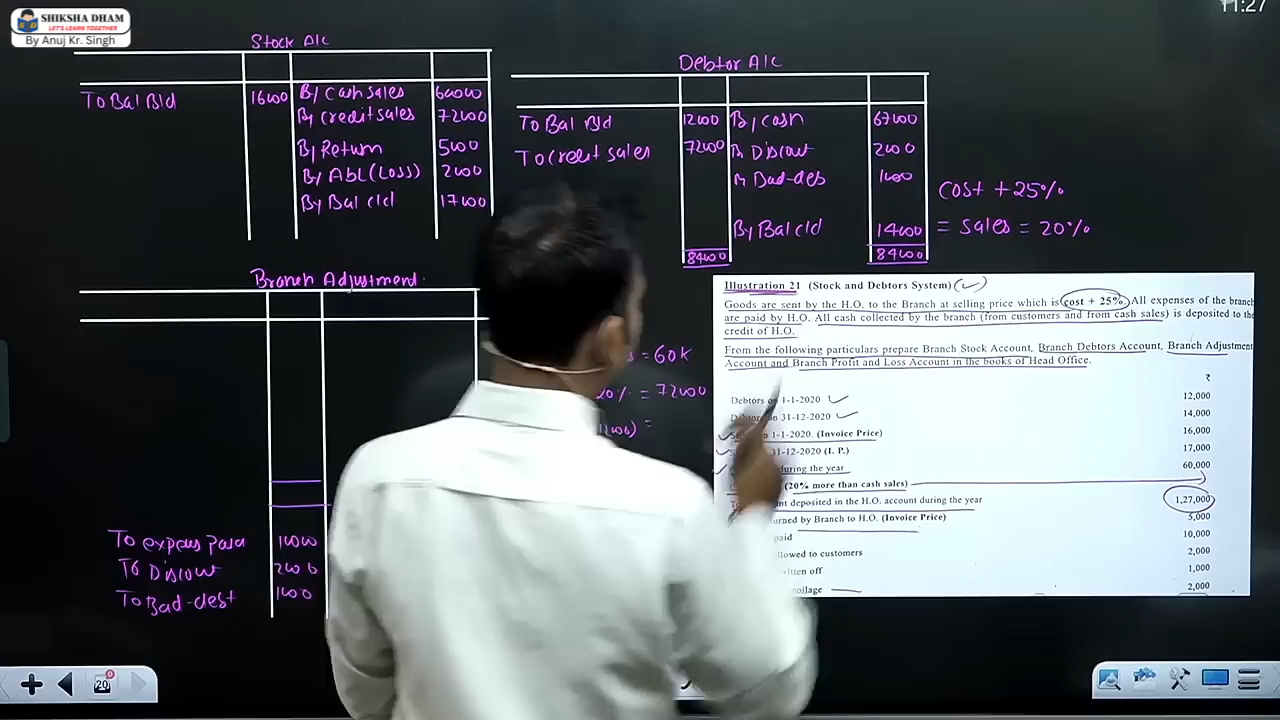 11:27
SHIKSHA DHAM
LET'S LEARN TOGETHER
By Anuj Kr. Singh
Stock A/c
To Bal B/d 16000 By Cash sales 60000
By credit sales 72000
By Return 5000
By Abl (Loss) 2000
By Bal c/d 17000
Debtor A/c
To Bal B/d 12000 By cash 67000
To credit sales 72000 By Discout 2000
By Bad-deb 1000
By Bal c/d 14000
84000 84000
Cost + 25%
= sales = 20%
Branch Adjustment
To expens paid 10000
To Discout 2000
To Bad-debt 1000
= 60K
20% = 72000
=
Illustration 21 (Stock and Debtors System)
Goods are sent by the H.O. to the Branch at selling price which is cost + 25%. All expenses of the branch
are paid by H.O. All cash collected by the branch (from customers and from cash sales) is deposited to the
credit of H.O.
From the following particulars prepare Branch Stock Account, Branch Debtors Account, Branch Adjustment
Account and Branch Profit and Loss Account in the books of Head Office.
₹
Debtors on 1-1-2020 12,000
Debtors on 31-12-2020 14,000
1-1-2020. (Invoice Price) 16,000
31-12-2020 (I. P.) 17,000
during the year 60,000
(20% more than cash sales)
deposited in the H.O. account during the year 1,27,000
by Branch to H.O. (Invoice Price) 5,000
paid 10,000
to customers 2,000
off 1,000
2,000
20